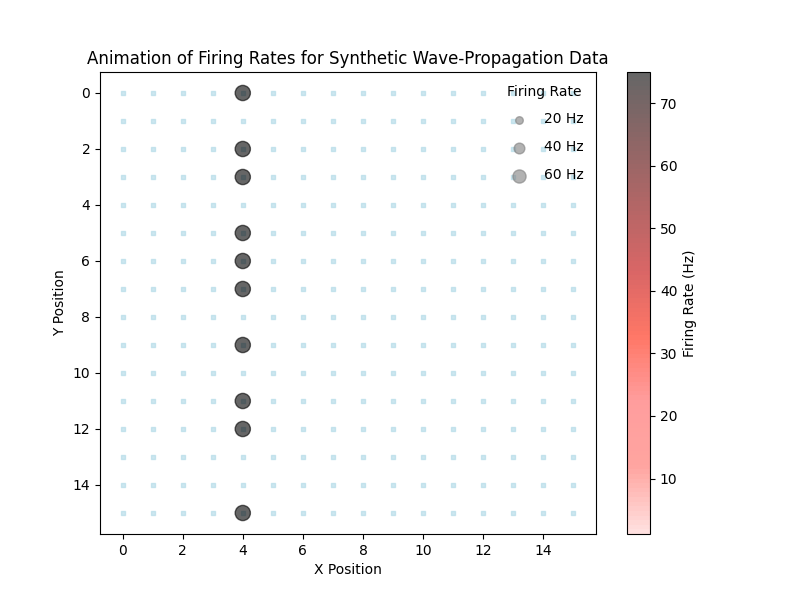 Animation of Firing Rates for Synthetic Wave-Propagation Data
Firing Rate
20 Hz
40 Hz
60 Hz
0
2
4
6
8
10
12
14
Y Position
0 2 4 6 8 10 12 14
X Position
70
60
50
40
30
20
10
Firing Rate (Hz)